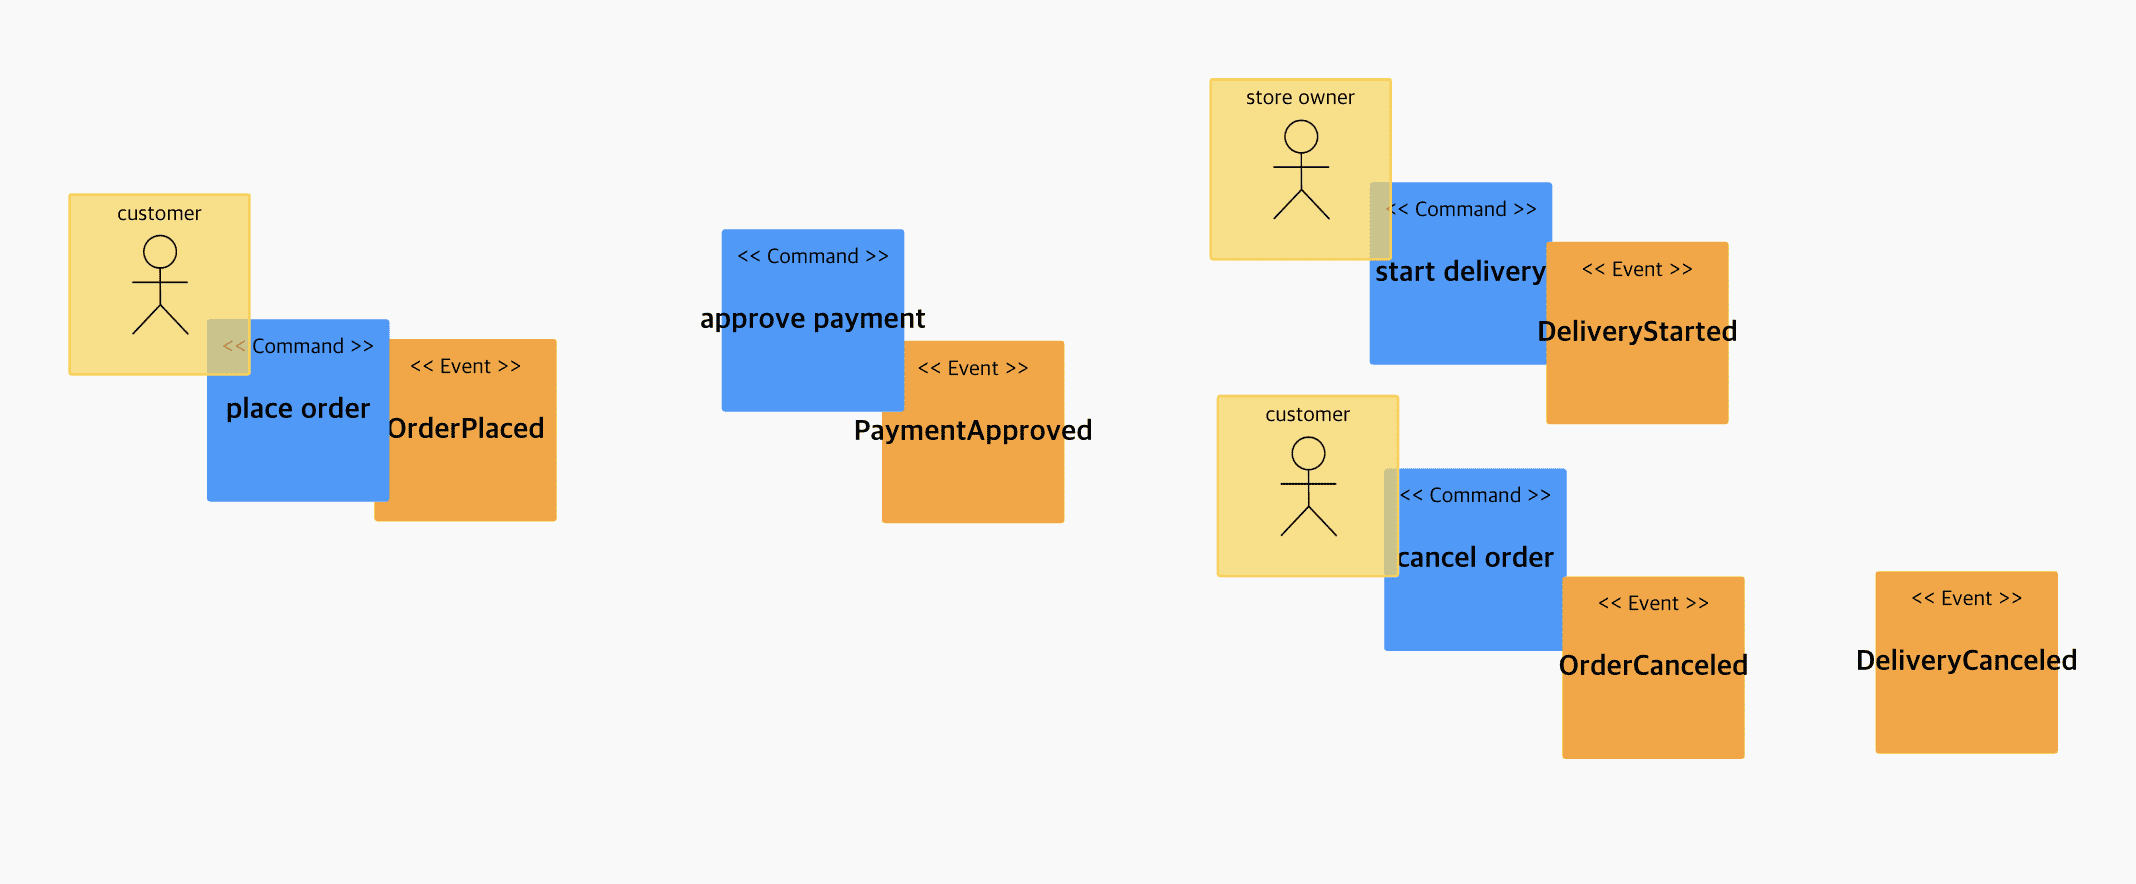 customer
<< Command >>
place order
<< Event >>
OrderPlaced
<< Command >>
approve payment
<< Event >>
PaymentApproved
store owner
<< Command >>
start delivery
<< Event >>
DeliveryStarted
customer
<< Command >>
cancel order
<< Event >>
OrderCanceled
<< Event >>
DeliveryCanceled